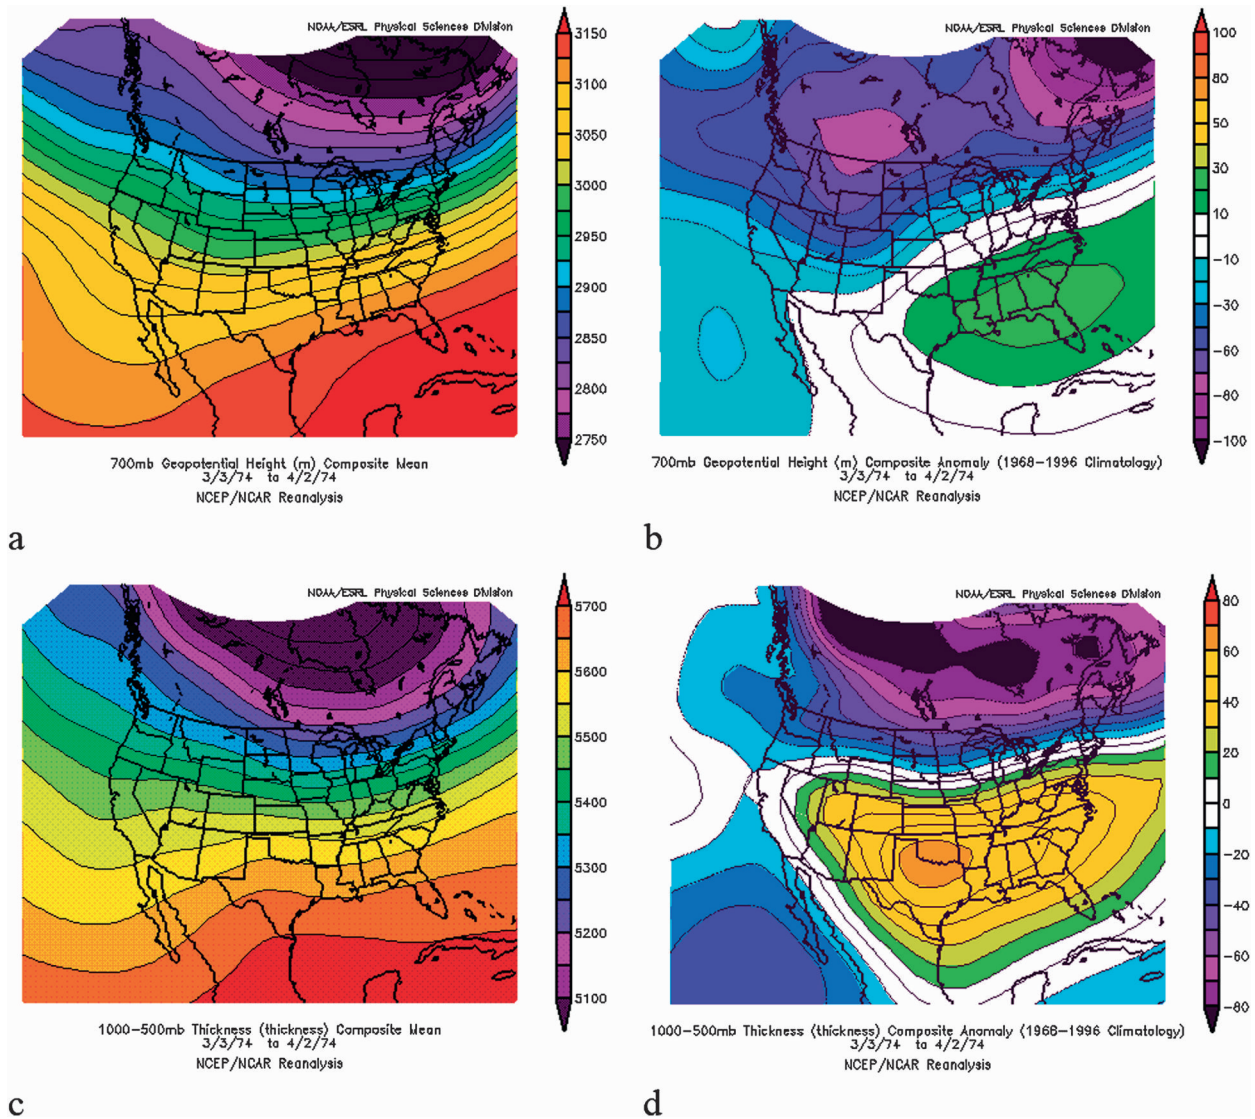 NOAA/ESRL Physical Sciences Division
3150
3100
3050
3000
2950
2900
2850
2800
2750
700mb Geopotential Height (m) Composite Mean
3/3/74 to 4/2/74
NCEP/NCAR Reanalysis
a
NOAA/ESRL Physical Sciences Division
100
80
50
30
10
-10
-30
-60
-80
-100
700mb Geopotential Height (m) Composite Anomaly (1968-1996 Climatology)
3/3/74 to 4/2/74
NCEP/NCAR Reanalysis
b
NOAA/ESRL Physical Sciences Division
5700
5600
5500
5400
5300
5200
5100
1000-500mb Thickness (thickness) Composite Mean
3/3/74 to 4/2/74
NCEP/NCAR Reanalysis
c
NOAA/ESRL Physical Sciences Division
80
60
40
20
0
-20
-40
-60
-80
1000-500mb Thickness (thickness) Composite Anomaly (1968-1996 Climatology)
3/3/74 to 4/2/74
NCEP/NCAR Reanalysis
d